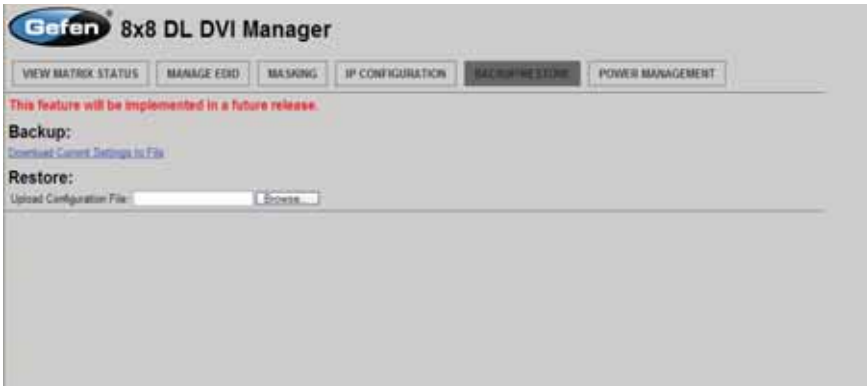 Gefen® 8x8 DL DVI Manager
VIEW MATRIX STATUS MANAGE EDID MASKING IP CONFIGURATION BACKUP/RESTORE POWER MANAGEMENT
This feature will be implemented in a future release.
Backup:
Download Current Settings to File
Restore:
Upload Configuration File: Browse...